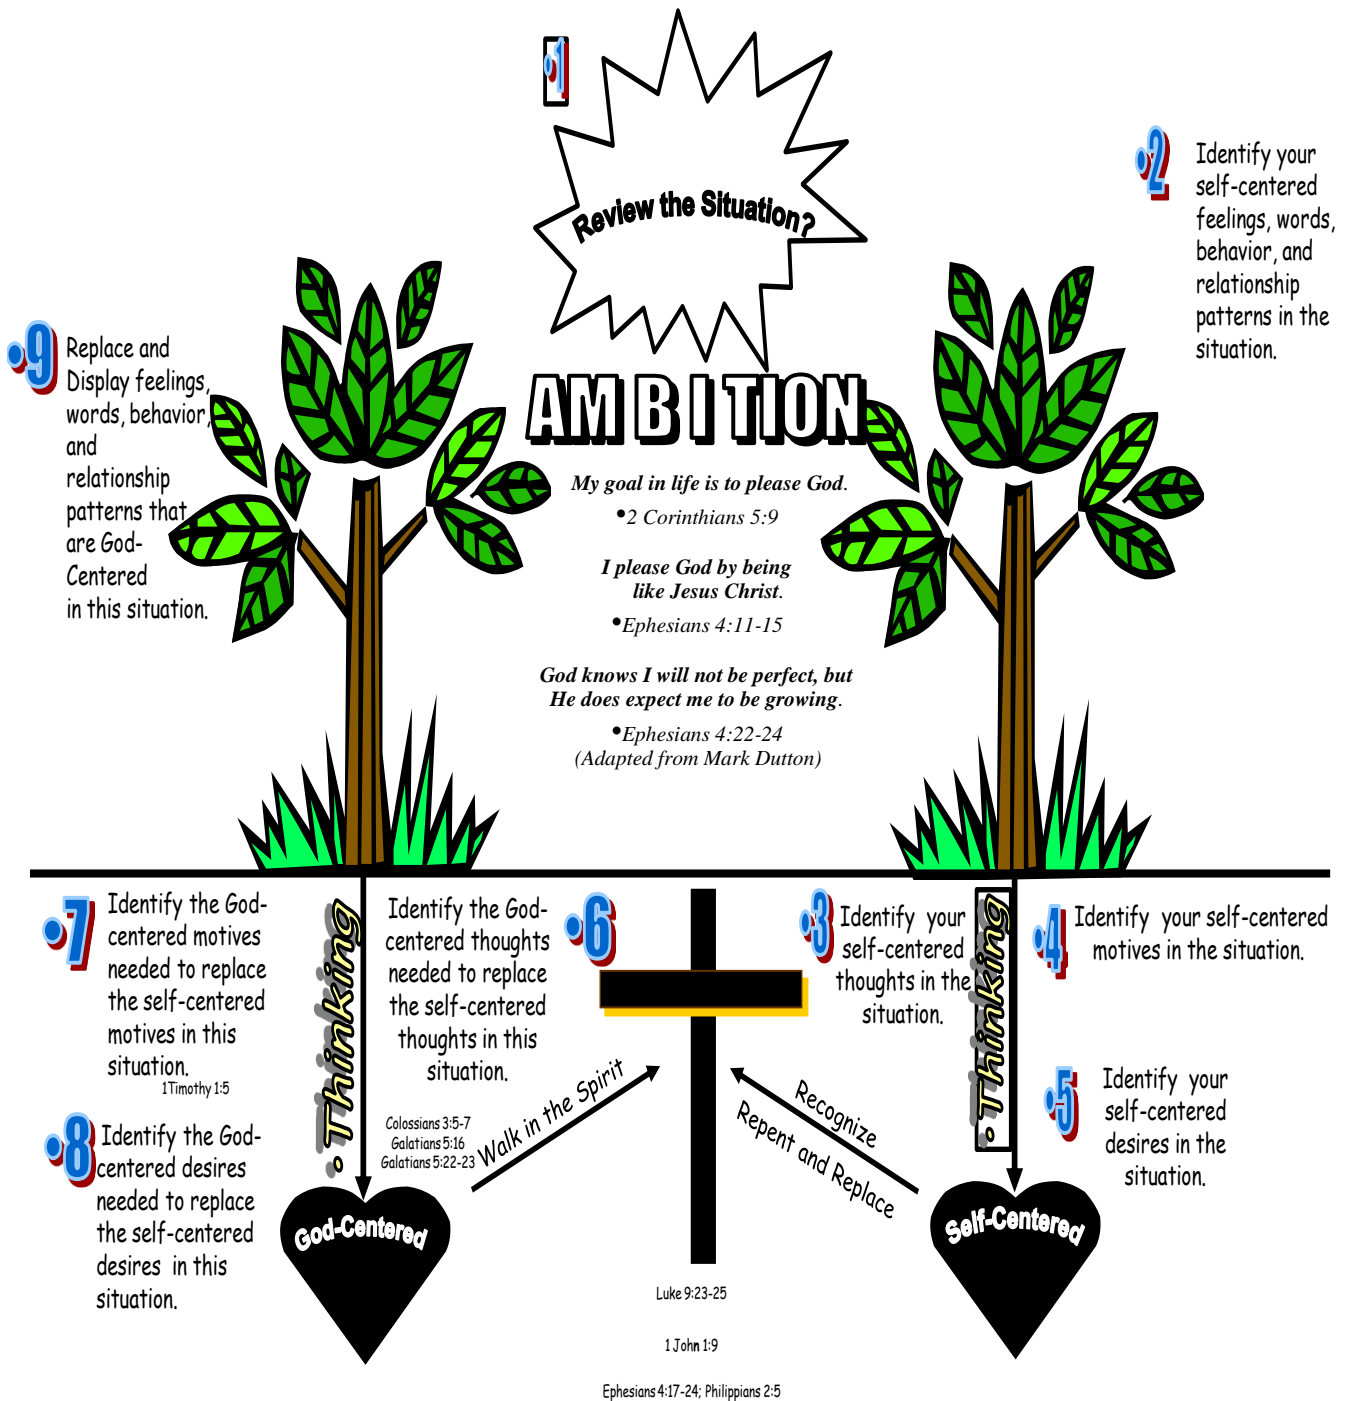 •1
Review the Situation?
•2
Identify your
self-centered
feelings, words,
behavior, and
relationship
patterns in the
situation.
•9
Replace and
Display feelings,
words, behavior,
and
relationship
patterns that
are God-
Centered
in this situation.
AMBITION
My goal in life is to please God.
•2 Corinthians 5:9
I please God by being
like Jesus Christ.
•Ephesians 4:11-15
God knows I will not be perfect, but
He does expect me to be growing.
•Ephesians 4:22-24
(Adapted from Mark Dutton)
•7
Identify the God-
centered motives
needed to replace
the self-centered
motives in this
situation.
1Timothy 1:5
•8
Identify the God-
centered desires
needed to replace
the self-centered
desires in this
situation.
• Thinking
Identify the God-
centered thoughts
needed to replace
the self-centered
thoughts in this
situation.
•6
Colossians 3:5-7
Galatians 5:16
Galatians 5:22-23
Walk in the Spirit
God-Centered
•3
Identify your
self-centered
thoughts in the
situation.
• Thinking
•4
Identify your self-centered
motives in the situation.
•5
Identify your
self-centered
desires in the
situation.
Recognize
Repent and Replace
Self-Centered
Luke 9:23-25
1 John 1:9
Ephesians 4:17-24; Philippians 2:5